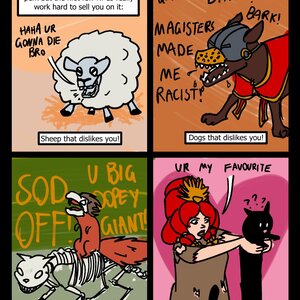 work hard to sell you on it:
HAHA UR
GONNA DIE
BRO
Sheep that dislikes you!
BARK!
MAGISTERS
MADE
ME
RACIST!
Dogs that dislikes you!
SOD
OFF!
U BIG
DOPEY
GIANT!
UR MY FAVOURITE
???